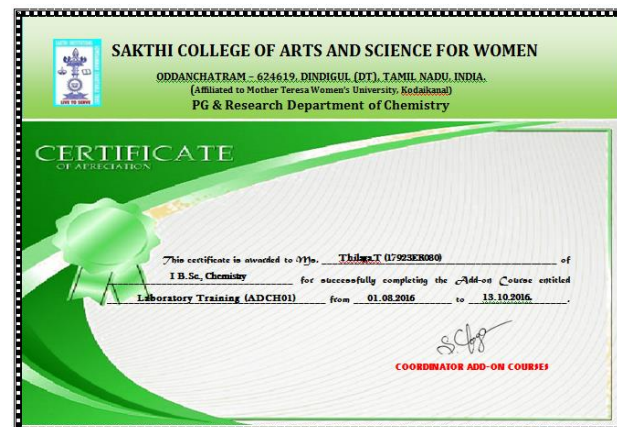 SAKTHI COLLEGE OF ARTS AND SCIENCE FOR WOMEN
ODDANCHATRAM – 624619, DINDIGUL (DT), TAMIL NADU, INDIA.
(Affiliated to Mother Teresa Women's University, Kodaikanal)
PG & Research Department of Chemistry
CERTIFICATE
OF APRECIATION
This certificate is awarded to Ms. Thilaga.T of
I B.Sc., Chemistry for successfully completing the Add-on Course entitled
Laboratory Training (ADCH01) from 01.08.2016 to 13.10.2016.
COORDINATOR ADD-ON COURSES